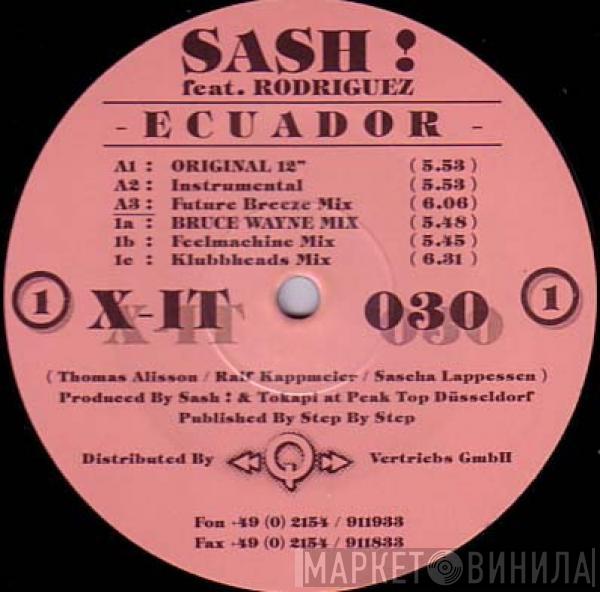 SASH !
feat. RODRIGUEZ
- ECUADOR -
A1 : ORIGINAL 12" ( 5.53 )
A2 : Instrumental ( 5.53 )
A3 : Future Breeze Mix ( 6.06 )
1a : BRUCE WAYNE MIX ( 5.48 )
1b : Feelmachine Mix ( 5.45 )
1c : Klubbheads Mix ( 6.31 )
1 X-IT 030 1
( Thomas Alisson / Ralf Kappmeier / Sascha Lappessen )
Produced By Sash ! & Tokapi at Peak Top Düsseldorf
Published By Step By Step
Distributed By Q Vertriebs GmbH
Fon +49 (0) 2154 / 911933
Fax +49 (0) 2154 / 911833
МАРКЕТ ВИНИЛА